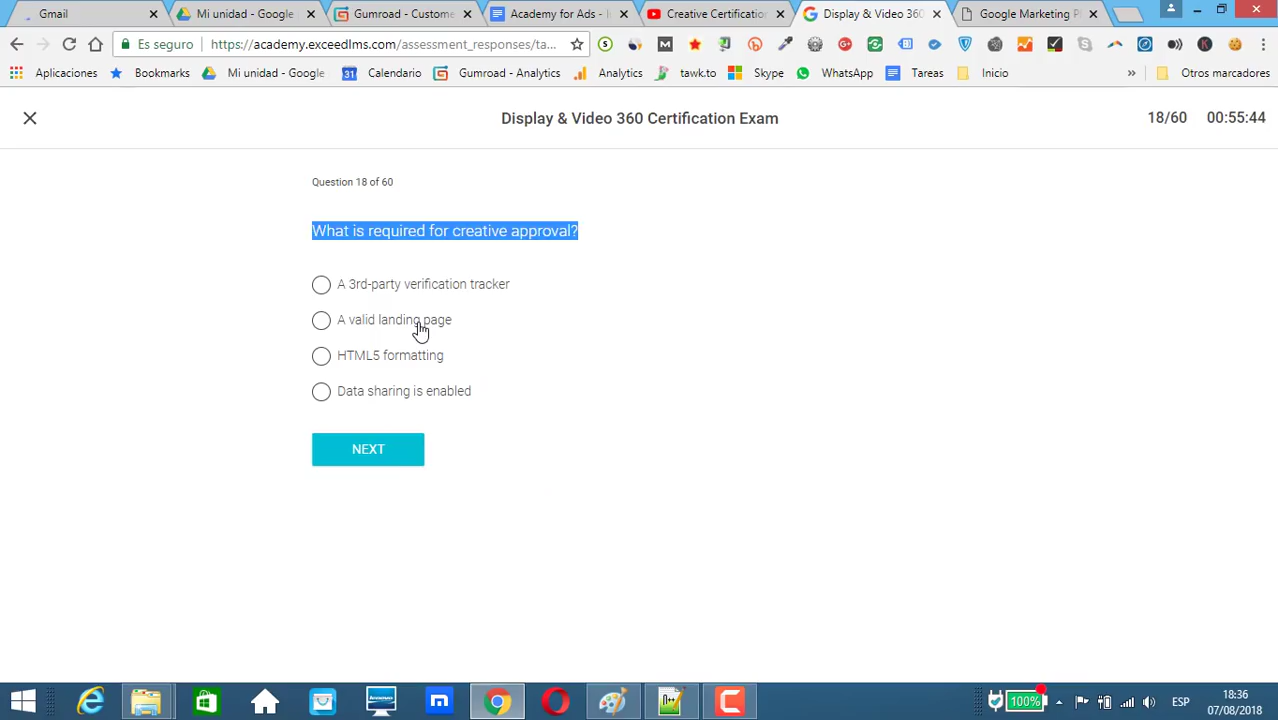 Gmail
Mi unidad - Google
Gumroad - Custome
Academy for Ads - I
Creative Certification
Display & Video 360
Google Marketing P
Es seguro
https://academy.exceedlms.com/assessment_responses/ta...
Aplicaciones
Bookmark
Mi unidad - Google
31
Calendario
Gumroad - Analytics
Analytics
tawk.to
Skype
WhatsApp
Tareas
Inicio
»
Otros marcadores
Display & Video 360 Certification Exam
18/60
00:55:44
Question 18 of 60
What is required for creative approval?
A 3rd-party verification tracker
A valid landing page
HTML5 formatting
Data sharing is enabled
NEXT
100%
ESP
18:36
07/08/2018